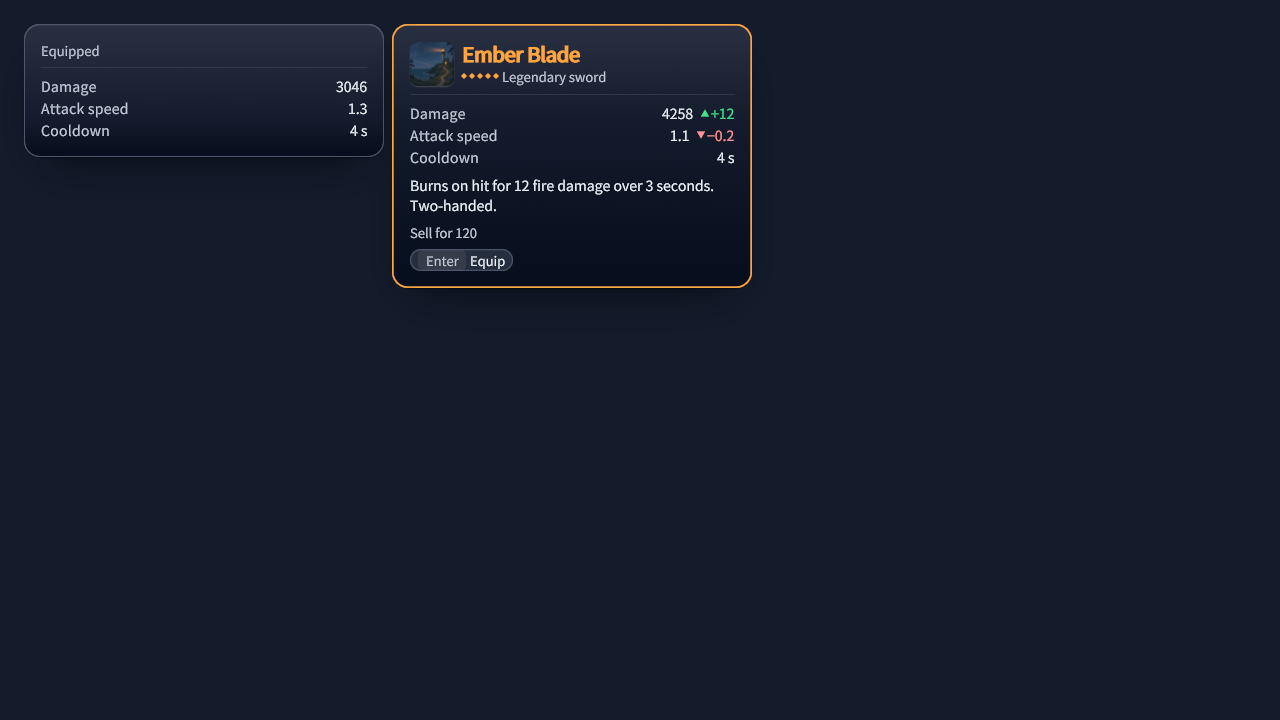 Equipped
Damage 3046
Attack speed 1.3
Cooldown 4 s
Ember Blade
Legendary sword
Damage 4258 ▲+12
Attack speed 1.1 ▼−0.2
Cooldown 4 s
Burns on hit for 12 fire damage over 3 seconds.
Two-handed.
Sell for 120
Enter Equip